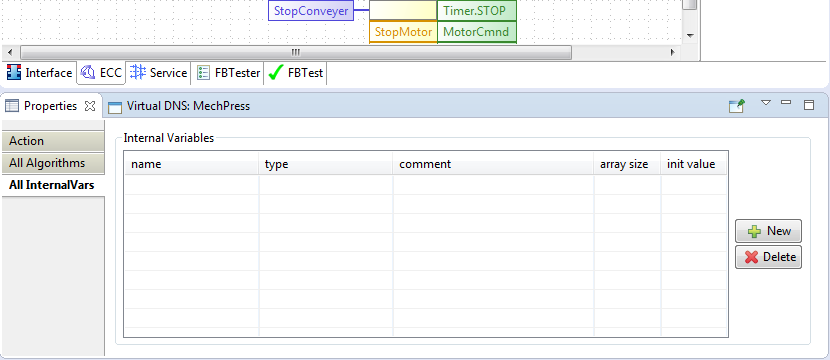 StopConveyer Timer.STOP
StopMotor MotorCmnd
Interface ECC Service FBTester FBTest
Properties Virtual DNS: MechPress
Action
All Algorithms
All InternalVars
Internal Variables
name type comment array size init value
New
Delete